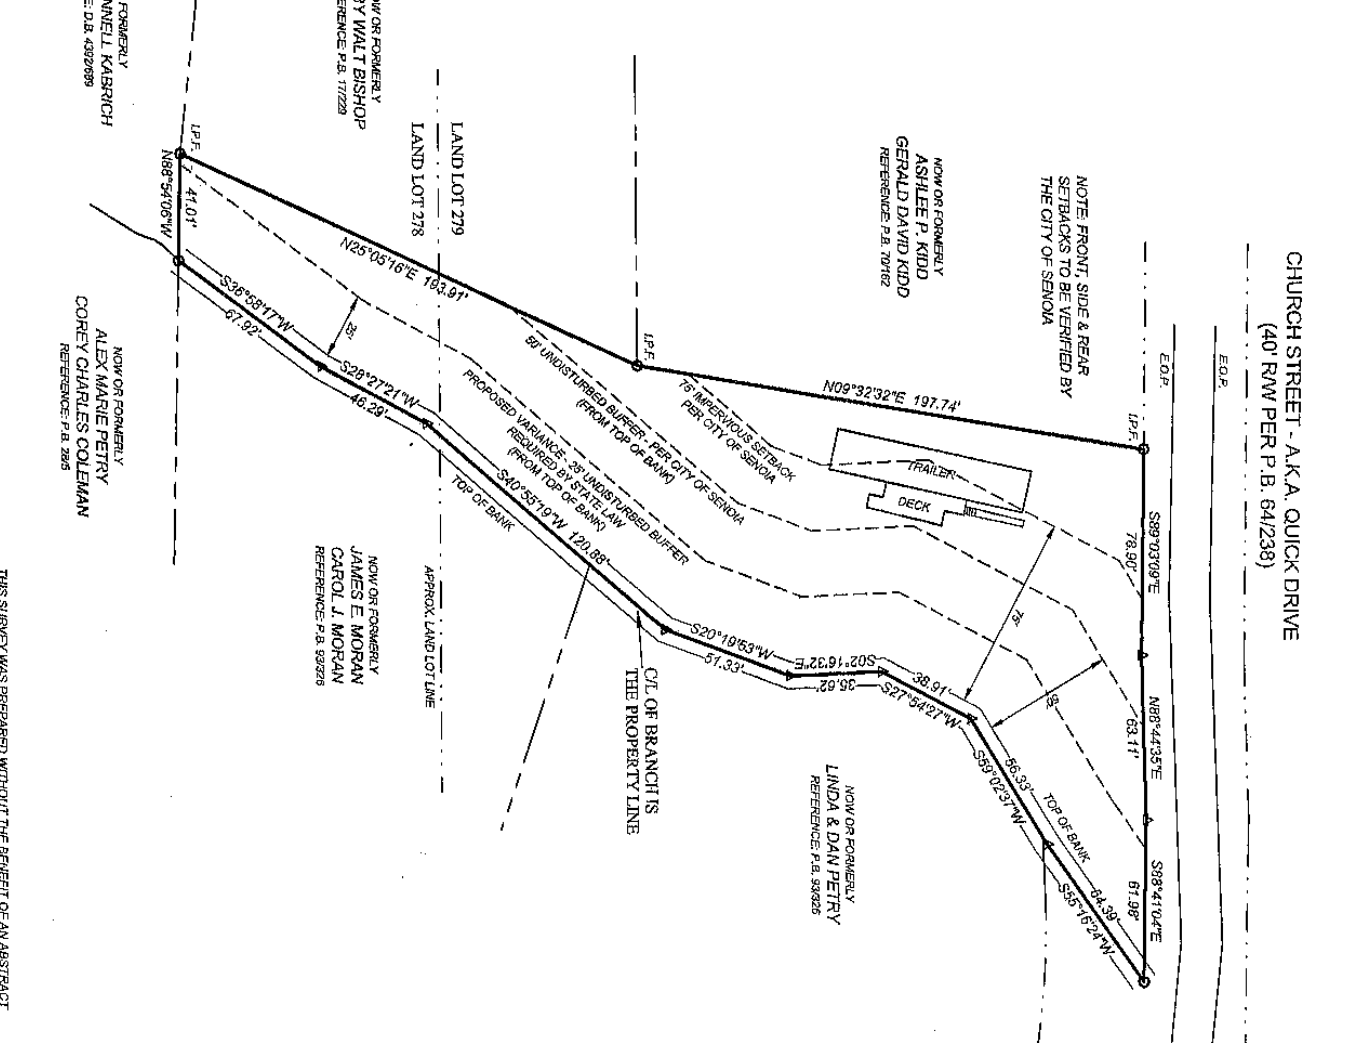 CHURCH STREET - A.K.A. QUICK DRIVE
(40' R/W PER P.B. 64/238)
E.O.P.
E.O.P.
NOTE: FRONT, SIDE & REAR
SETBACKS TO BE VERIFIED BY
THE CITY OF SENOIA
I.P.F.
S89°03'09"E
78.90'
N88°44'35"E
63.11'
S88°41'04"E
61.98'
NOW OR FORMERLY
ASHLEE P. KIDD
GERALD DAVID KIDD
REFERENCE: P.B. 70/162
N09°32'32"E 197.74'
TRAILER
DECK
75' IMPERVIOUS SETBACK
PER CITY OF SENOIA
50' UNDISTURBED BUFFER - PER CITY OF SENOIA
(FROM TOP OF BANK)
PROPOSED VARIANCE - 25' UNDISTURBED BUFFER
REQUIRED BY STATE LAW
(FROM TOP OF BANK)
75'
50'
25'
TOP OF BANK
64.39'
S55°16'24"W
56.33'
S59°02'37"W
38.91'
S27°54'27"W
S02°16'32"E
35.62'
S20°19'53"W
51.33'
NOW OR FORMERLY
LINDA & DAN PETRY
REFERENCE: P.B. 93/326
C/L OF BRANCH IS
THE PROPERTY LINE
I.P.F.
S40°55'19"W 120.88'
TOP OF BANK
LAND LOT 279
LAND LOT 278
APPROX. LAND LOT LINE
N25°05'16"E 193.91'
S28°27'21"W
46.29'
S36°58'17"W
67.92'
NOW OR FORMERLY
JAMES E. MORAN
CAROL J. MORAN
REFERENCE: P.B. 93/326
OW OR FORMERLY
Y WALT BISHOP
ERENCE: P.B. 17/229
I.P.F.
41.01'
N88°54'06"W
FORMERLY
NNELL KABRICH
E: D.B. 4392/689
NOW OR FORMERLY
ALEX MARIE PETRY
COREY CHARLES COLEMAN
REFERENCE: P.B. 28/5
THIS SURVEY WAS PREPARED WITHOUT THE BENEFIT OF AN ABSTRACT